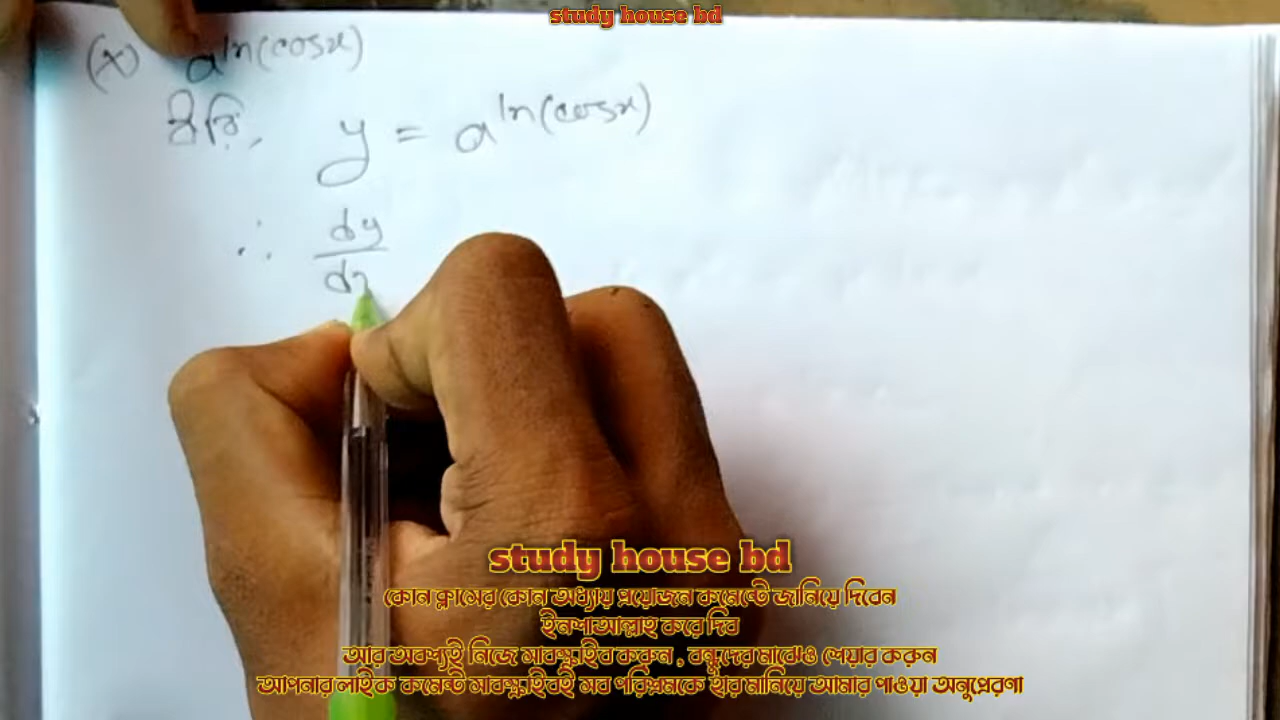 study house bd
(x) a^ln(cosx)
ধরি, y = a^ln(cosx)
∴ dy
dx
study house bd
কোন ক্লাসের কোন অধ্যায় প্রয়োজন কমেন্টে জানিয়ে দিবেন
ইনশাআল্লাহ করে দিব
আর অবশ্যই নিজে সাবস্ক্রাইব করুন , বন্ধুদের মাঝেও শেয়ার করুন
আপনার লাইক কমেন্ট সাবস্ক্রাইবই সব পরিশ্রমকে হার মানিয়ে আমার পাওয়া অনুপ্রেরণা